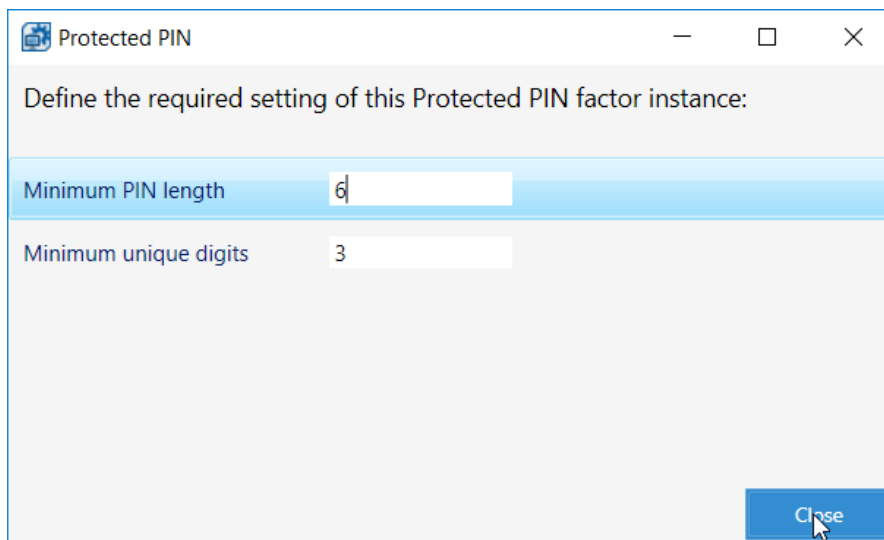 Protected PIN
Define the required setting of this Protected PIN factor instance:
Minimum PIN length 6
Minimum unique digits 3
Close